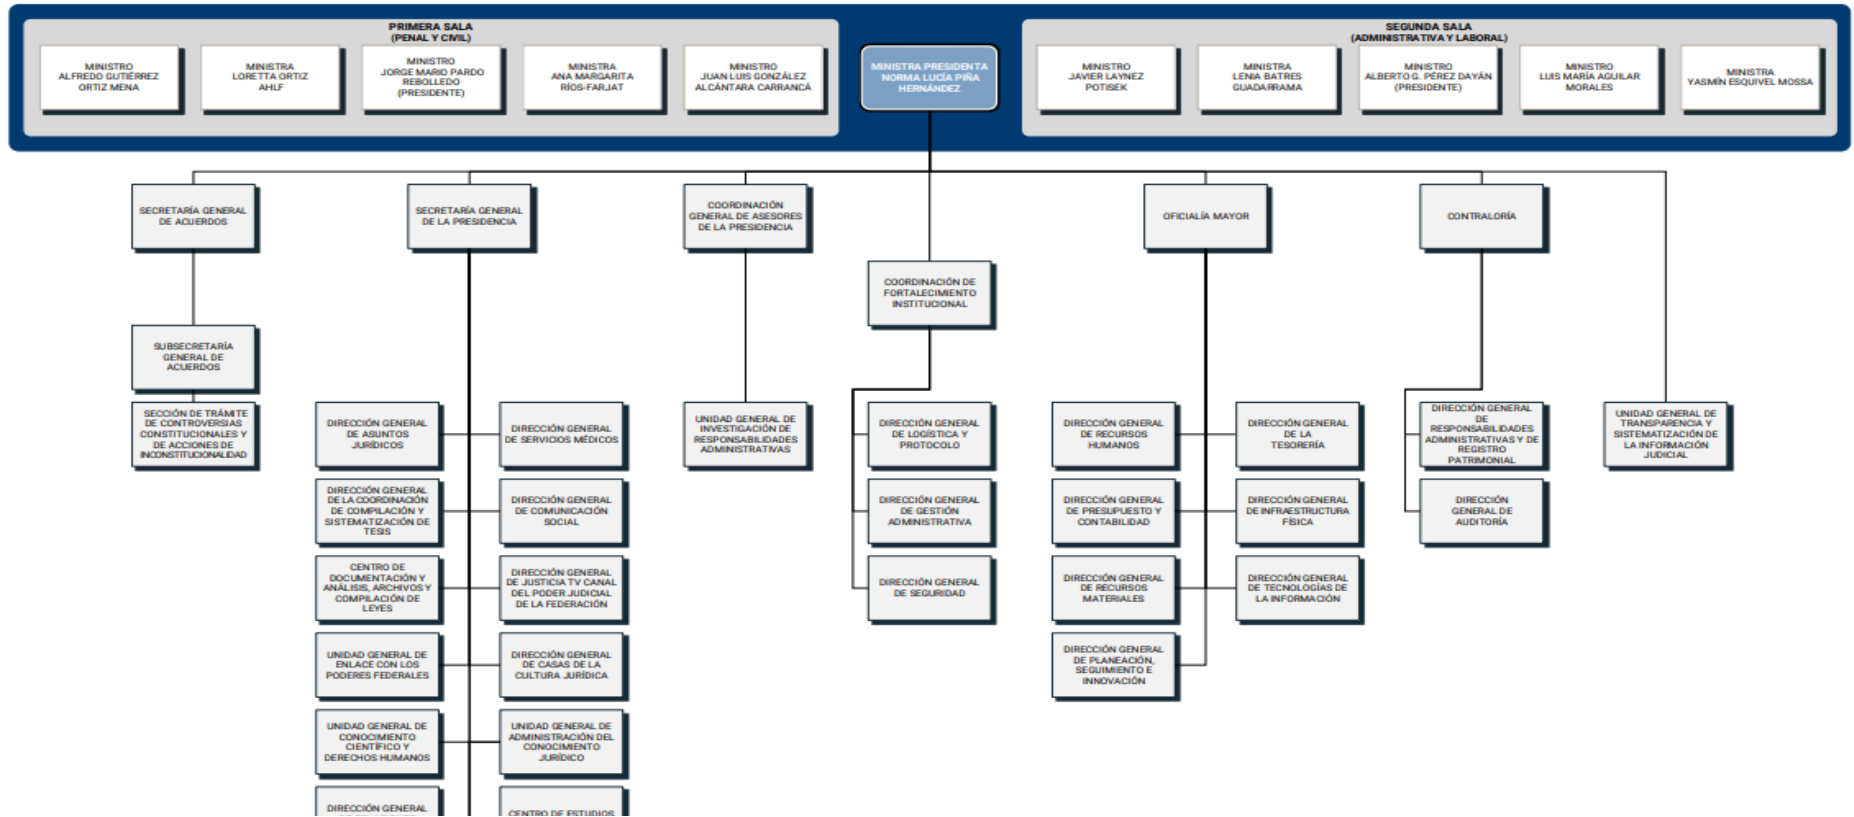 PRIMERA SALA
(PENAL Y CIVIL)
MINISTRO
ALFREDO GUTIÉRREZ
ORTIZ MENA
MINISTRA
LORETTA ORTIZ
AHLF
MINISTRO
JORGE MARIO PARDO
REBOLLEDO
(PRESIDENTE)
MINISTRA
ANA MARGARITA
RÍOS-FARJAT
MINISTRO
JUAN LUIS GONZÁLEZ
ALCÁNTARA CARRANCÁ
MINISTRA PRESIDENTA
NORMA LUCÍA PIÑA
HERNÁNDEZ
SEGUNDA SALA
(ADMINISTRATIVA Y LABORAL)
MINISTRO
JAVIER LAYNEZ
POTISEK
MINISTRA
LENIA BATRES
GUADARRAMA
MINISTRO
ALBERTO G. PÉREZ DAYÁN
(PRESIDENTE)
MINISTRO
LUIS MARÍA AGUILAR
MORALES
MINISTRA
YASMÍN ESQUIVEL MOSSA
SECRETARÍA GENERAL
DE ACUERDOS
SECRETARÍA GENERAL
DE LA PRESIDENCIA
COORDINACIÓN
GENERAL DE ASESORES
DE LA PRESIDENCIA
OFICIALÍA MAYOR
CONTRALORÍA
COORDINACIÓN DE
FORTALECIMIENTO
INSTITUCIONAL
SUBSECRETARÍA
GENERAL DE
ACUERDOS
SECCIÓN DE TRÁMITE
DE CONTROVERSIAS
CONSTITUCIONALES Y
DE ACCIONES DE
INCONSTITUCIONALIDAD
DIRECCIÓN GENERAL
DE ASUNTOS
JURÍDICOS
DIRECCIÓN GENERAL
DE SERVICIOS MÉDICOS
UNIDAD GENERAL DE
INVESTIGACIÓN DE
RESPONSABILIDADES
ADMINISTRATIVAS
DIRECCIÓN GENERAL
DE LOGÍSTICA Y
PROTOCOLO
DIRECCIÓN GENERAL
DE RECURSOS
HUMANOS
DIRECCIÓN GENERAL
DE LA
TESORERÍA
DIRECCIÓN GENERAL
DE
RESPONSABILIDADES
ADMINISTRATIVAS Y DE
REGISTRO
PATRIMONIAL
UNIDAD GENERAL DE
TRANSPARENCIA Y
SISTEMATIZACIÓN DE
LA INFORMACIÓN
JUDICIAL
DIRECCIÓN GENERAL
DE LA COORDINACIÓN
DE COMPILACIÓN Y
SISTEMATIZACIÓN DE
TESIS
DIRECCIÓN GENERAL
DE COMUNICACIÓN
SOCIAL
DIRECCIÓN GENERAL
DE GESTIÓN
ADMINISTRATIVA
DIRECCIÓN GENERAL
DE PRESUPUESTO Y
CONTABILIDAD
DIRECCIÓN GENERAL
DE INFRAESTRUCTURA
FÍSICA
DIRECCIÓN
GENERAL DE
AUDITORÍA
CENTRO DE
DOCUMENTACIÓN Y
ANÁLISIS, ARCHIVOS Y
COMPILACIÓN DE
LEYES
DIRECCIÓN GENERAL
DE JUSTICIA TV CANAL
DEL PODER JUDICIAL
DE LA FEDERACIÓN
DIRECCIÓN GENERAL
DE SEGURIDAD
DIRECCIÓN GENERAL
DE RECURSOS
MATERIALES
DIRECCIÓN GENERAL
DE TECNOLOGÍAS DE
LA INFORMACIÓN
UNIDAD GENERAL DE
ENLACE CON LOS
PODERES FEDERALES
DIRECCIÓN GENERAL
DE CASAS DE LA
CULTURA JURÍDICA
DIRECCIÓN GENERAL
DE PLANEACIÓN,
SEGUIMIENTO E
INNOVACIÓN
UNIDAD GENERAL DE
CONOCIMIENTO
CIENTÍFICO Y
DERECHOS HUMANOS
UNIDAD GENERAL DE
ADMINISTRACIÓN DEL
CONOCIMIENTO
JURÍDICO
DIRECCIÓN GENERAL
CENTRO DE ESTUDIOS